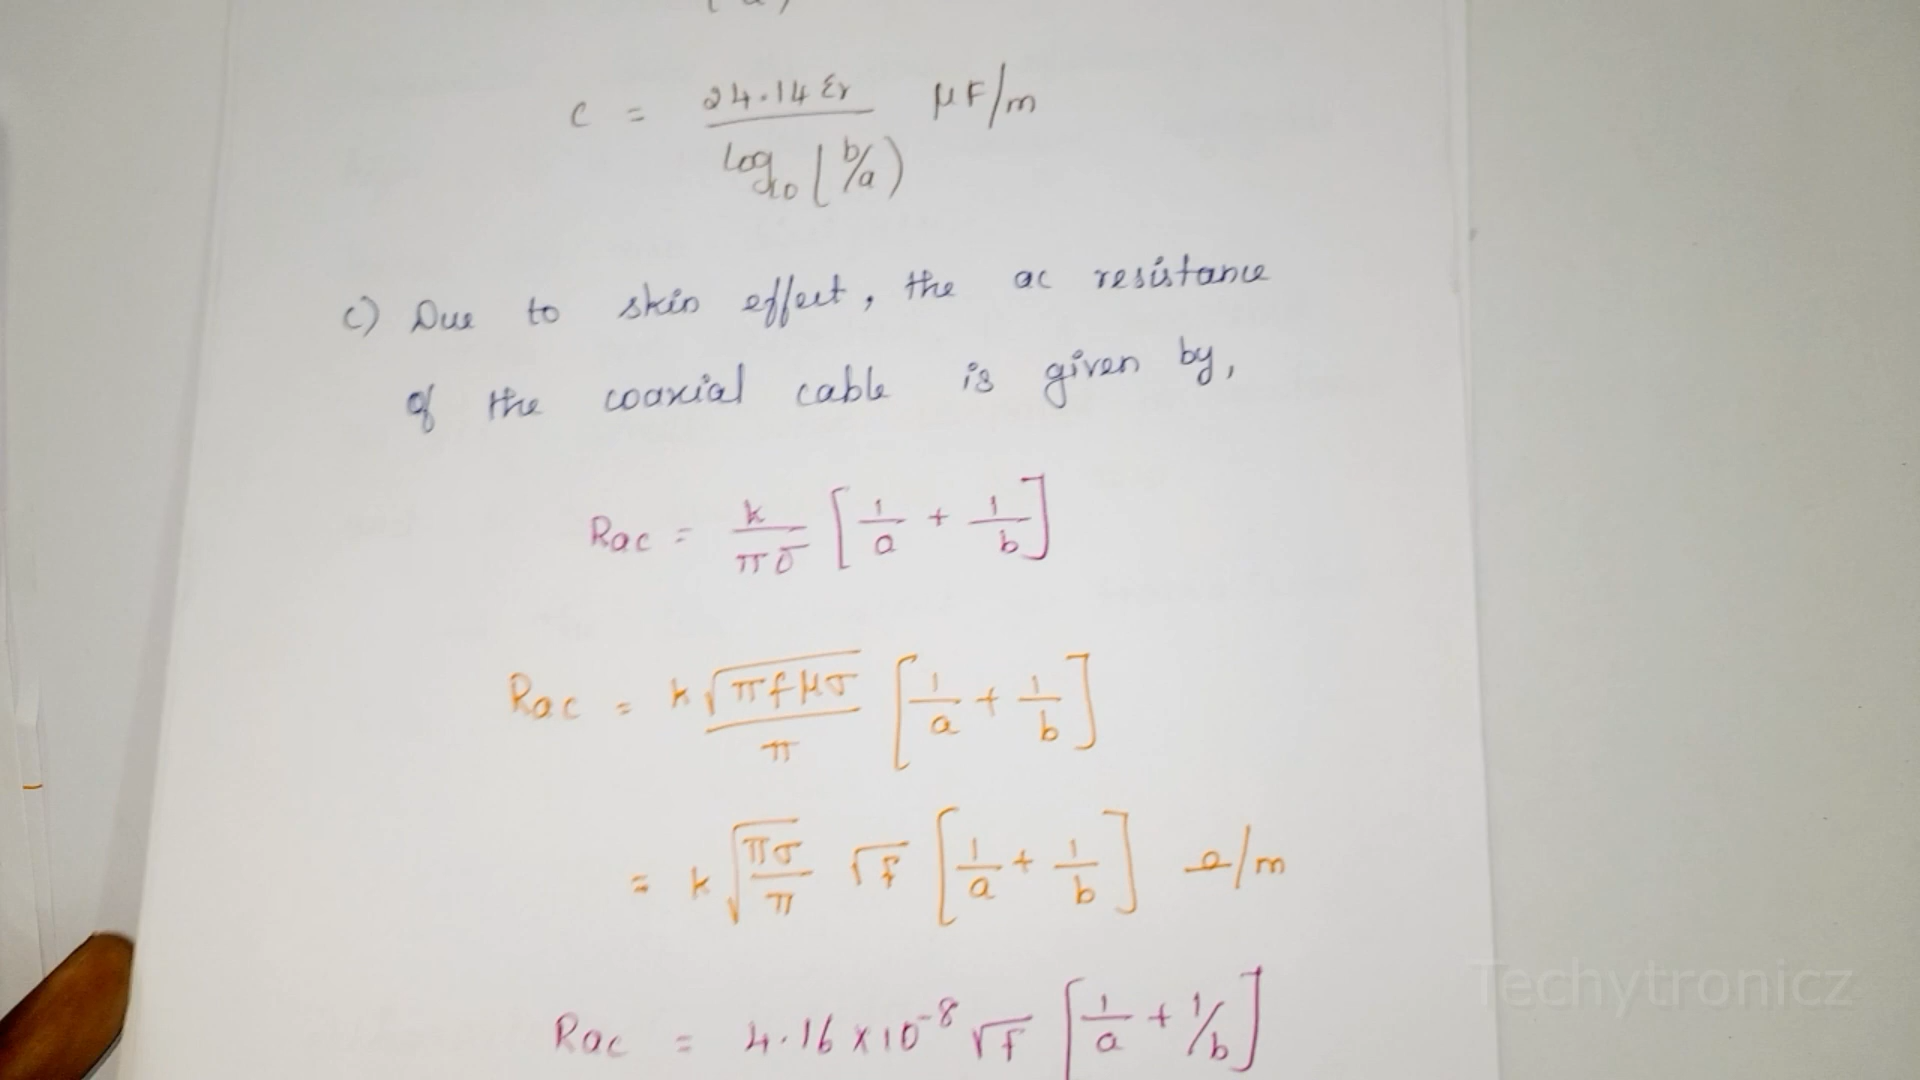 C = 24.14 εr / log10 (b/a) μF/m
c) Due to skin effect, the ac resistance
of the coaxial cable is given by,
Rac = k/πσ [1/a + 1/b]
Rac = k√πfμσ / π [1/a + 1/b]
= k √(πσ/π) √f [1/a + 1/b] Ω/m
Rac = 4.16 × 10⁻⁸ √f [1/a + 1/b]
Techytronicz